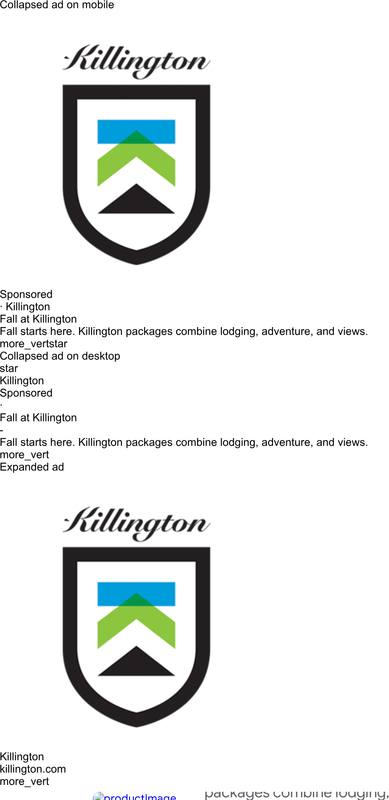 Collapsed ad on mobile
Killington
Sponsored
· Killington
Fall at Killington
Fall starts here. Killington packages combine lodging, adventure, and views.
more_vertstar
Collapsed ad on desktop
star
Killington
Sponsored
·
Fall at Killington
-
Fall starts here. Killington packages combine lodging, adventure, and views.
more_vert
Expanded ad
Killington
Killington
killington.com
more_vert
productImage
packages combine lodging,